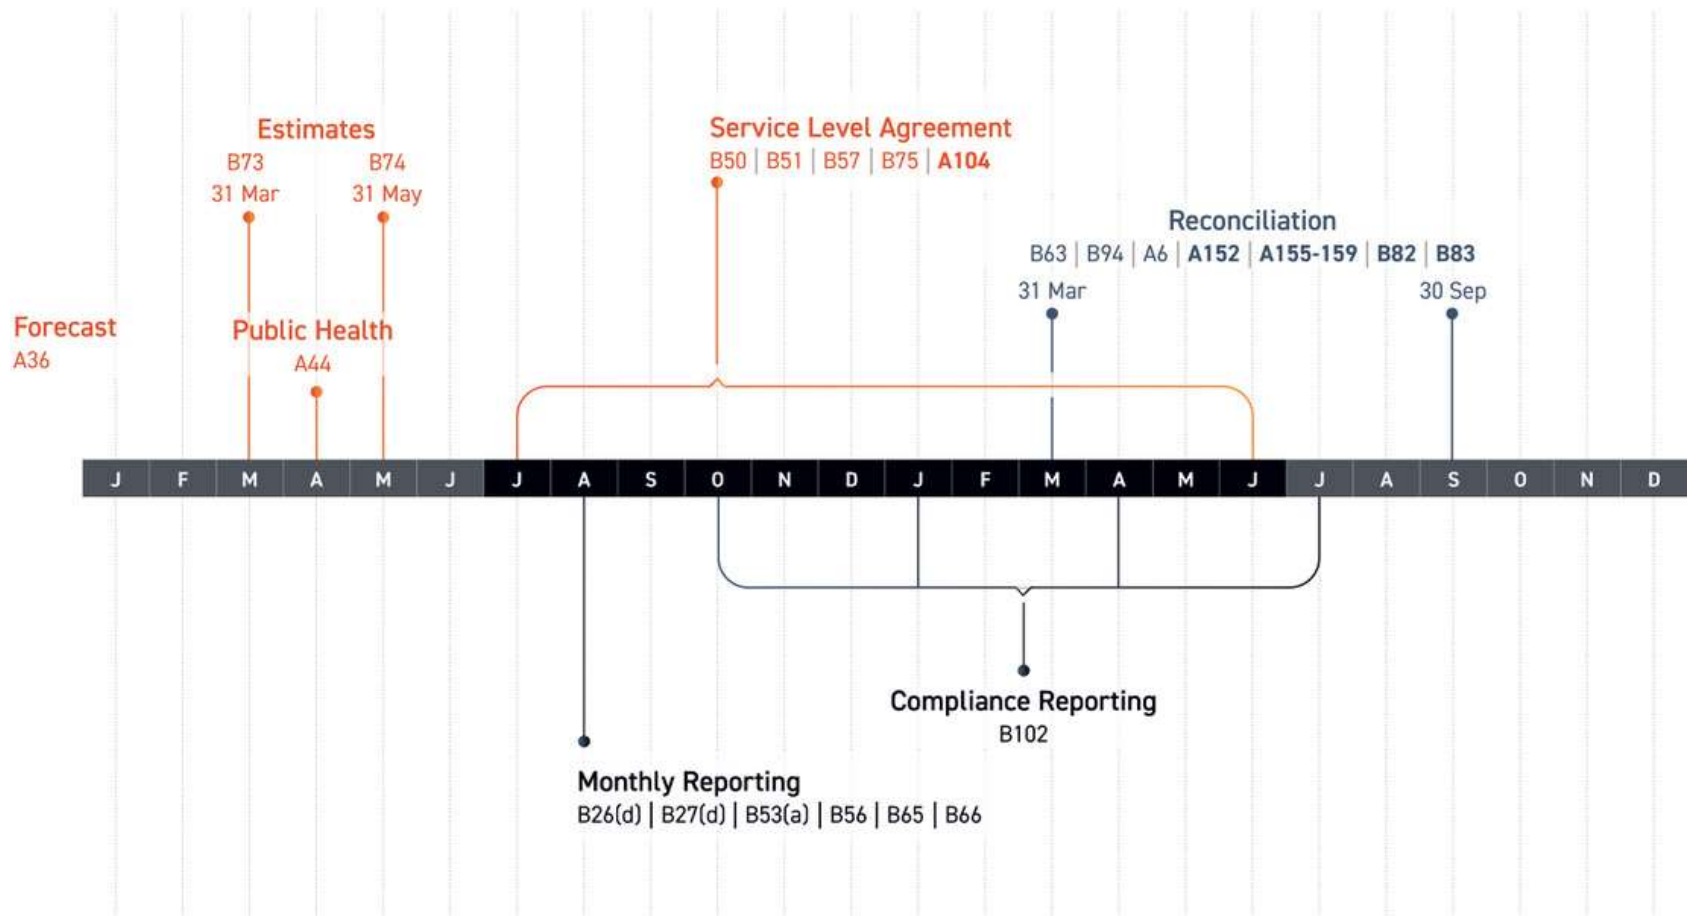 Estimates
B73
31 Mar
B74
31 May
Service Level Agreement
B50 | B51 | B57 | B75 | A104
Reconciliation
B63 | B94 | A6 | A152 | A155-159 | B82 | B83
31 Mar
30 Sep
Forecast
A36
Public Health
A44
J F M A M J J A S O N D J F M A M J J A S O N D
Compliance Reporting
B102
Monthly Reporting
B26(d) | B27(d) | B53(a) | B56 | B65 | B66